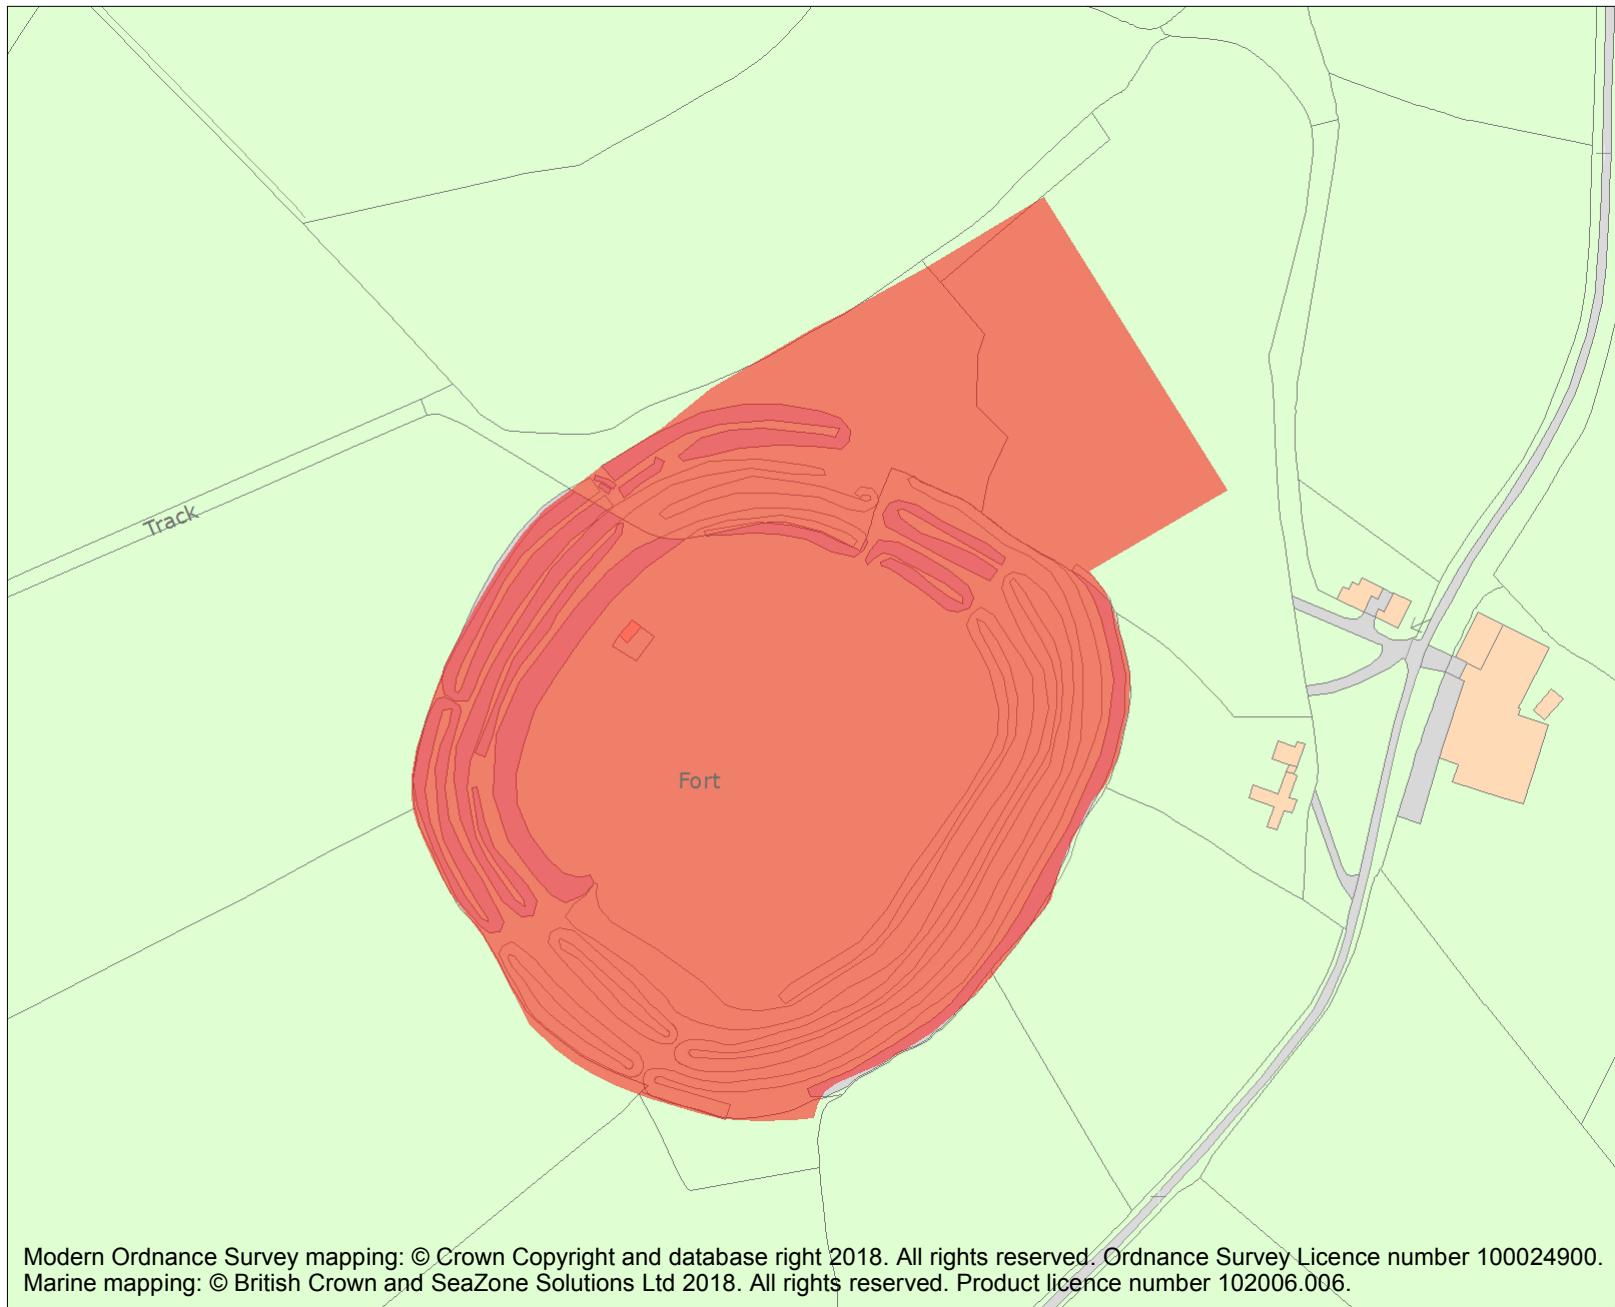 Track
Fort
Modern Ordnance Survey mapping: © Crown Copyright and database right 2018. All rights reserved. Ordnance Survey Licence number 100024900.
Marine mapping: © British Crown and SeaZone Solutions Ltd 2018. All rights reserved. Product licence number 102006.006.